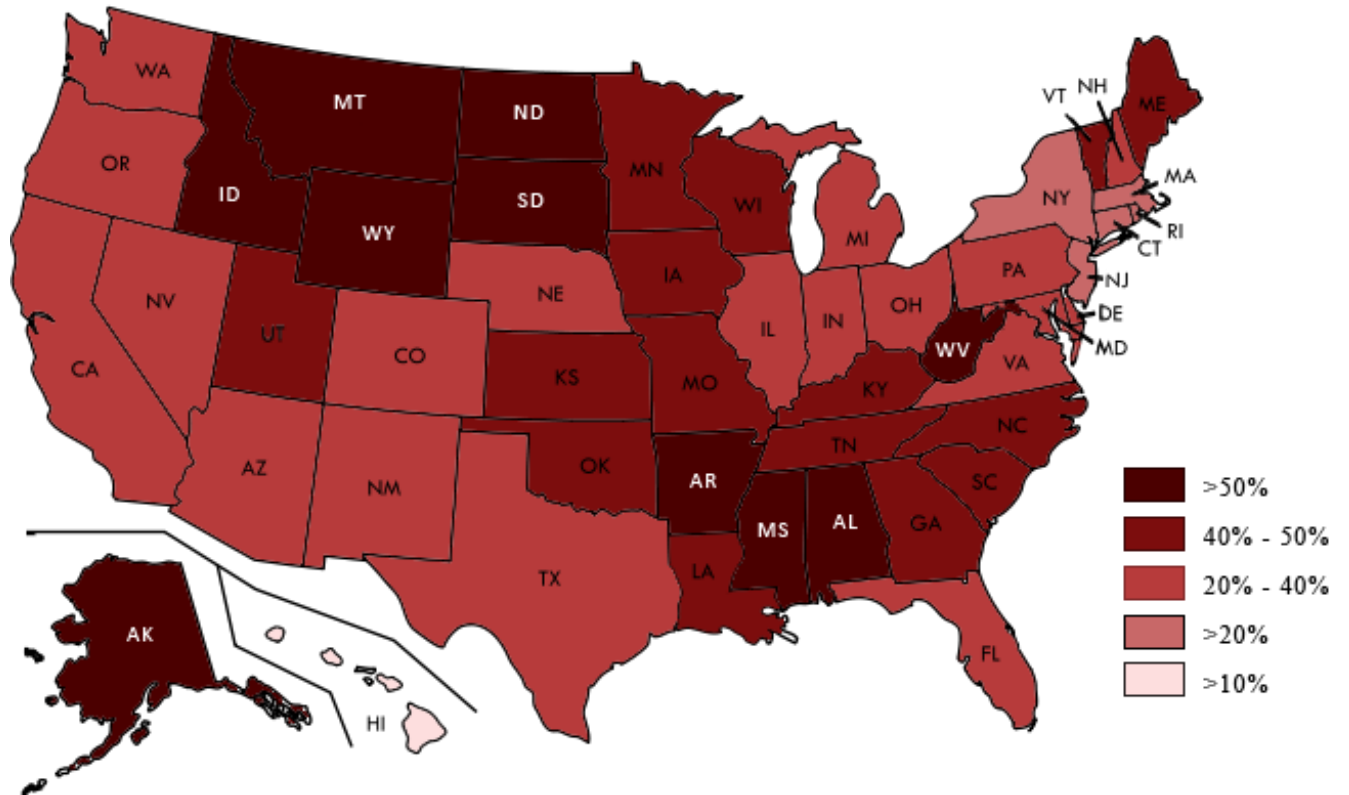 WA
MT
ND
MN
VT
NH
ME
OR
ID
SD
WI
NY
MA
RI
CT
WY
MI
IA
PA
NJ
NV
UT
NE
IL
IN
OH
DE
MD
CA
CO
KS
MO
WV
VA
KY
AZ
NM
OK
AR
TN
NC
SC
MS
AL
GA
TX
LA
FL
AK
HI
>50%
40% - 50%
20% - 40%
>20%
>10%